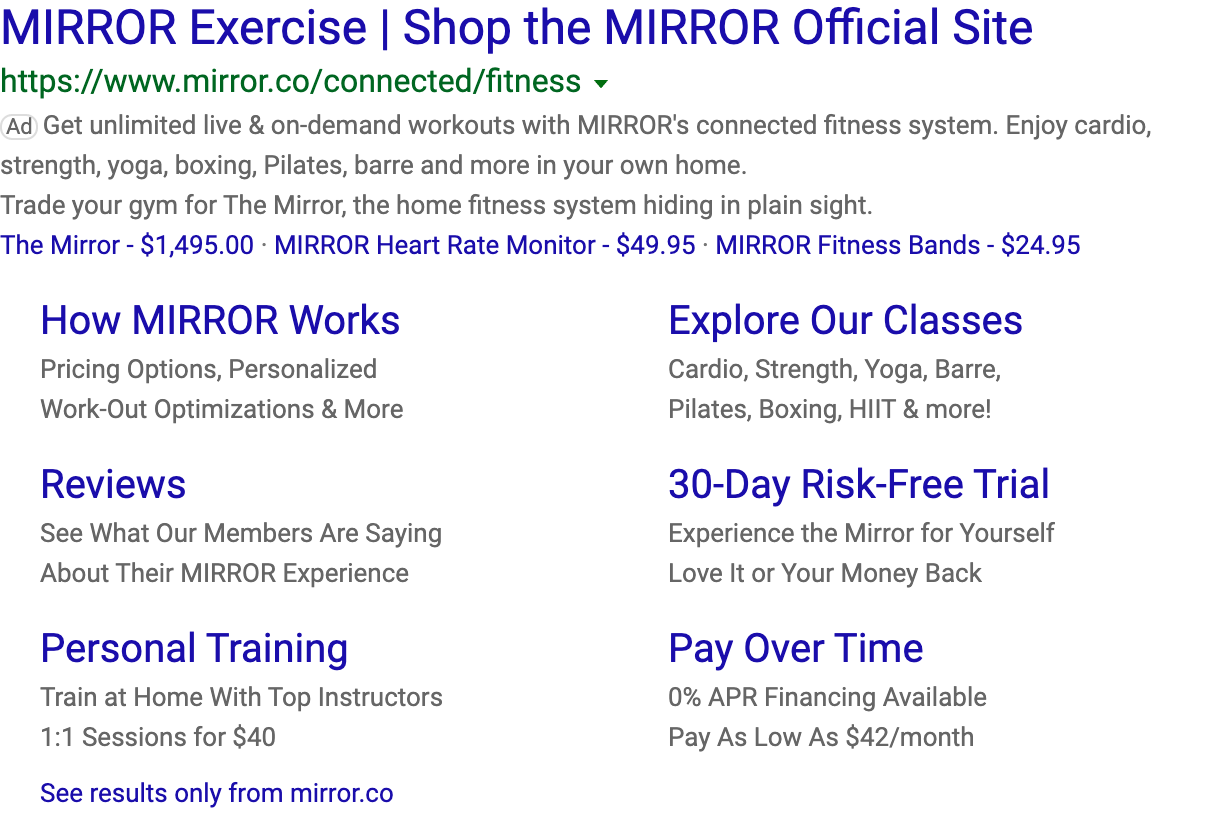 MIRROR Exercise | Shop the MIRROR Official Site
https://www.mirror.co/connected/fitness
Ad Get unlimited live & on-demand workouts with MIRROR's connected fitness system. Enjoy cardio,
strength, yoga, boxing, Pilates, barre and more in your own home.
Trade your gym for The Mirror, the home fitness system hiding in plain sight.
The Mirror - $1,495.00 · MIRROR Heart Rate Monitor - $49.95 · MIRROR Fitness Bands - $24.95
How MIRROR Works
Pricing Options, Personalized
Work-Out Optimizations & More
Explore Our Classes
Cardio, Strength, Yoga, Barre,
Pilates, Boxing, HIIT & more!
Reviews
See What Our Members Are Saying
About Their MIRROR Experience
30-Day Risk-Free Trial
Experience the Mirror for Yourself
Love It or Your Money Back
Personal Training
Train at Home With Top Instructors
1:1 Sessions for $40
Pay Over Time
0% APR Financing Available
Pay As Low As $42/month
See results only from mirror.co